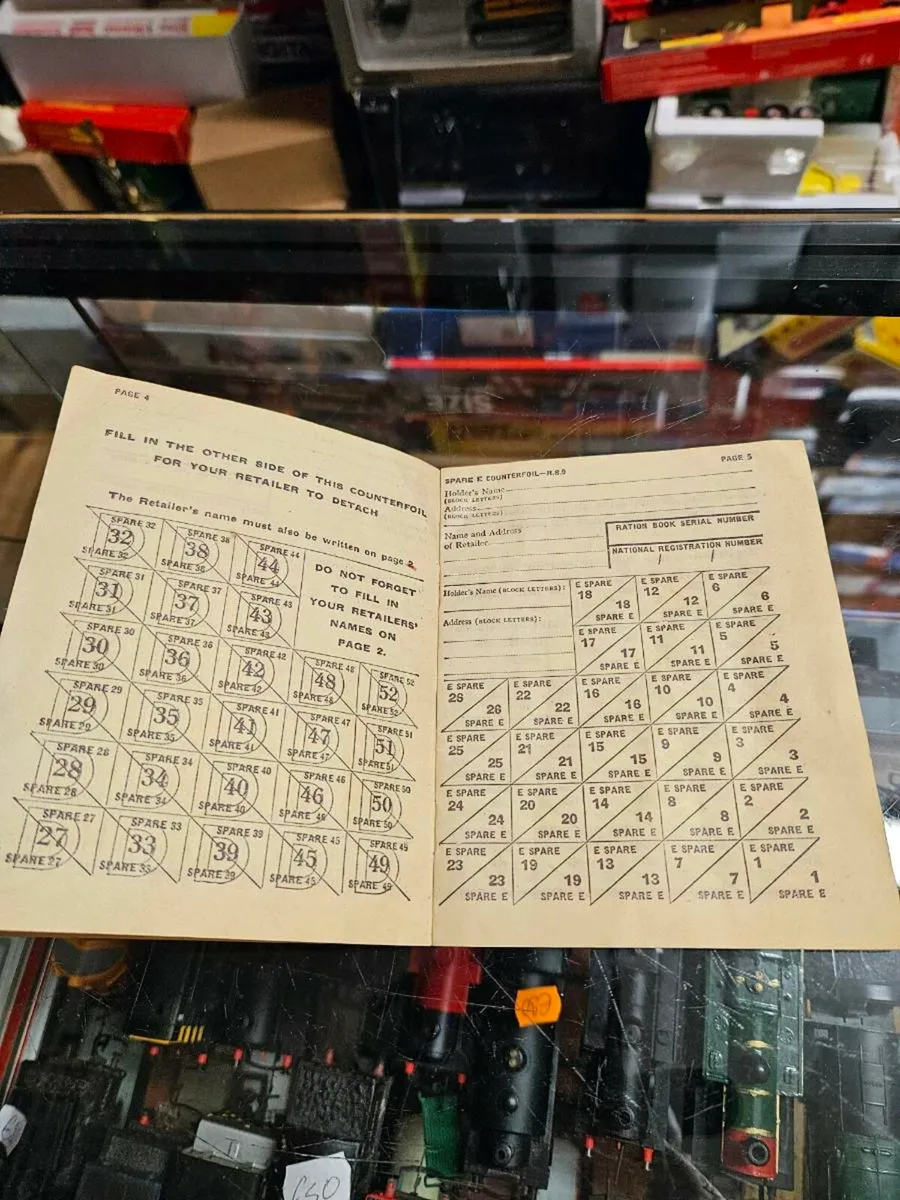 PAGE 4
FILL IN THE OTHER SIDE OF THIS COUNTERFOIL
FOR YOUR RETAILER TO DETACH
The Retailer's name must also be written on page 2.
SPARE 32 SPARE 38 SPARE 44
32 38 44
SPARE 32 SPARE 38 SPARE 44
SPARE 31 SPARE 37 SPARE 43
31 37 43
SPARE 31 SPARE 37 SPARE 43
DO NOT FORGET
TO FILL IN
YOUR RETAILERS'
NAMES ON
PAGE 2.
SPARE 30 SPARE 36 SPARE 42 SPARE 48 SPARE 52
30 36 42 48 52
SPARE 30 SPARE 36 SPARE 42 SPARE 48 SPARE 52
SPARE 29 SPARE 35 SPARE 41 SPARE 47 SPARE 51
29 35 41 47 51
SPARE 29 SPARE 35 SPARE 41 SPARE 47 SPARE 51
SPARE 28 SPARE 34 SPARE 40 SPARE 46 SPARE 50
28 34 40 46 50
SPARE 28 SPARE 34 SPARE 40 SPARE 46 SPARE 50
SPARE 27 SPARE 33 SPARE 39 SPARE 45 SPARE 49
27 33 39 45 49
SPARE 27 SPARE 33 SPARE 39 SPARE 45 SPARE 49
PAGE 5
SPARE E COUNTERFOIL—R.B.9
Holder's Name
(BLOCK LETTERS)
Address
(BLOCK LETTERS)
Name and Address
of Retailer
RATION BOOK SERIAL NUMBER
NATIONAL REGISTRATION NUMBER
Holder's Name (BLOCK LETTERS):
Address (BLOCK LETTERS):
E SPARE E SPARE E SPARE
18 12 6
18 12 6
SPARE E SPARE E SPARE E
E SPARE E SPARE E SPARE
17 11 5
17 11 5
SPARE E SPARE E SPARE E
E SPARE E SPARE E SPARE E SPARE E SPARE
26 22 16 10 4
26 22 16 10 4
SPARE E SPARE E SPARE E SPARE E SPARE E
E SPARE E SPARE E SPARE E SPARE E SPARE
25 21 15 9 3
25 21 15 9 3
SPARE E SPARE E SPARE E SPARE E SPARE E
E SPARE E SPARE E SPARE E SPARE E SPARE
24 20 14 8 2
24 20 14 8 2
SPARE E SPARE E SPARE E SPARE E SPARE E
E SPARE E SPARE E SPARE E SPARE E SPARE
23 19 13 7 1
23 19 13 7 1
SPARE E SPARE E SPARE E SPARE E SPARE E